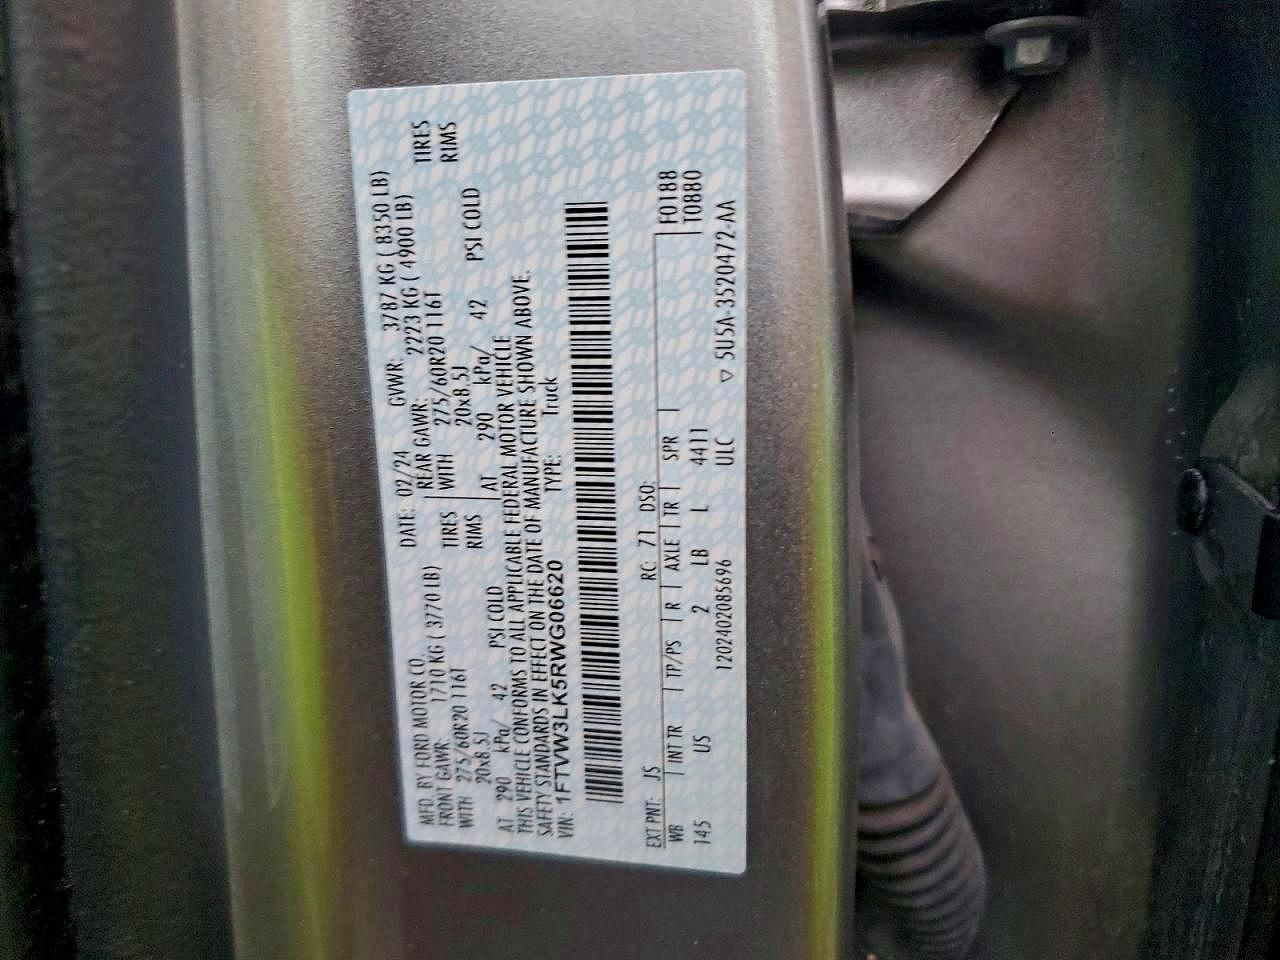 MFD. BY FORD MOTOR CO. DATE: 02/24 GVWR: 3787 KG ( 8350 LB)
FRONT GAWR: 1710 KG ( 3770 LB) REAR GAWR: 2223 KG ( 4900 LB)
WITH 275/60R20 116T TIRES WITH 275/60R20 116T TIRES
20x8.5J RIMS 20x8.5J RIMS
AT 290 kPa/ 42 PSI COLD AT 290 kPa/ 42 PSI COLD
THIS VEHICLE CONFORMS TO ALL APPLICABLE FEDERAL MOTOR VEHICLE
SAFETY STANDARDS IN EFFECT ON THE DATE OF MANUFACTURE SHOWN ABOVE.
VIN: 1FTVW3LK5RWG06620 TYPE: Truck
EXT PNT: JS RC: 71 DSO: F0188
WB INT TR TP/PS R AXLE TR SPR T0880
145 US 2 LB L 4411
120240208​5696 ULC ▽ 5U5A-3520472-AA